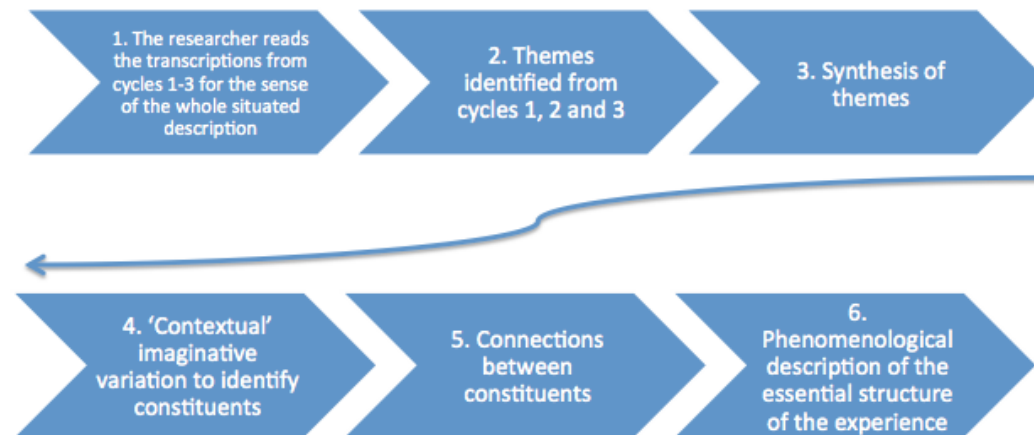 1. The researcher reads
the transcriptions from
cycles 1-3 for the sense
of the whole situated
description
2. Themes
identified from
cycles 1, 2 and 3
3. Synthesis of
themes
4. ‘Contextual’
imaginative
variation to identify
constituents
5. Connections
between
constituents
6.
Phenomenological
description of the
essential structure
of the experience